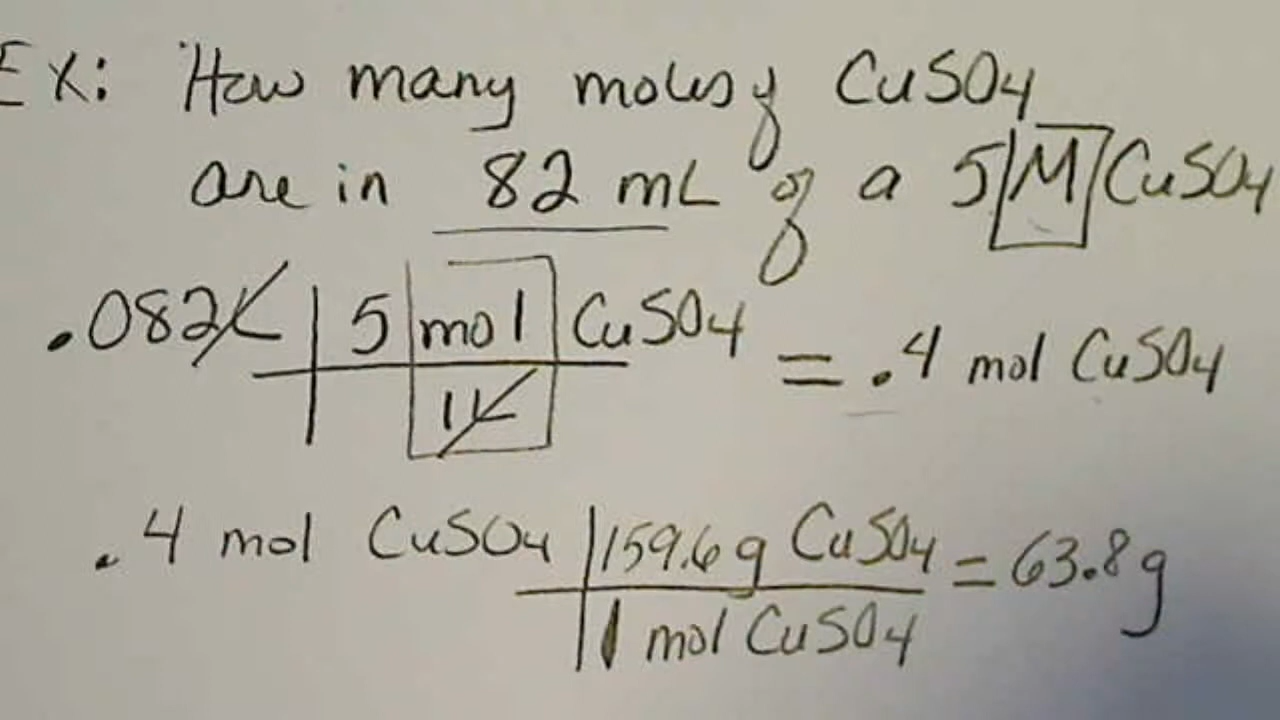 Ex: How many moles of CuSO4
are in 82 mL of a 5 M CuSO4
.082 L | 5 mol CuSO4 = .4 mol CuSO4
1 L
.4 mol CuSO4 | 159.6 g CuSO4 = 63.8 g
1 mol CuSO4